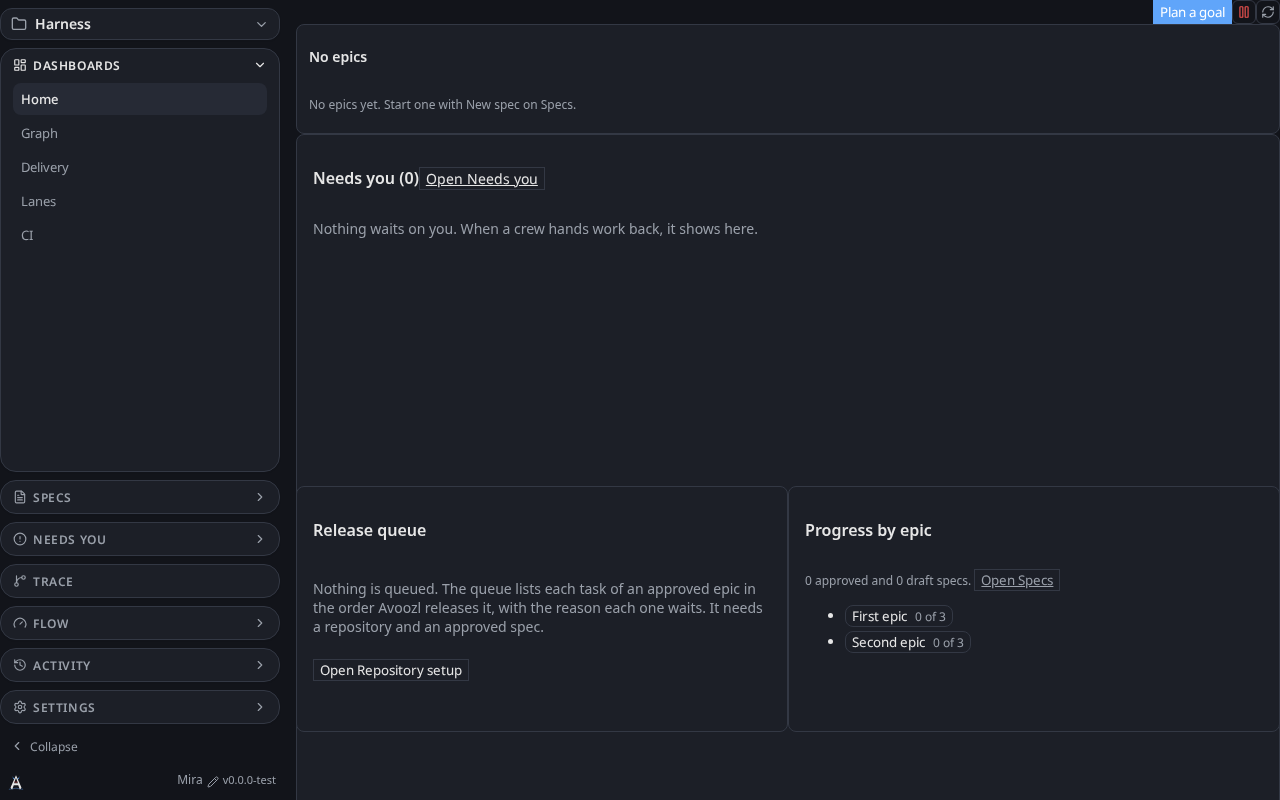 Harness
Plan a goal
DASHBOARDS
Home
Graph
Delivery
Lanes
CI
SPECS
NEEDS YOU
TRACE
FLOW
ACTIVITY
SETTINGS
Collapse
Mira v0.0.0-test
No epics
No epics yet. Start one with New spec on Specs.
Needs you (0) Open Needs you
Nothing waits on you. When a crew hands work back, it shows here.
Release queue
Nothing is queued. The queue lists each task of an approved epic in
the order Avoozl releases it, with the reason each one waits. It needs
a repository and an approved spec.
Open Repository setup
Progress by epic
0 approved and 0 draft specs. Open Specs
First epic 0 of 3
Second epic 0 of 3